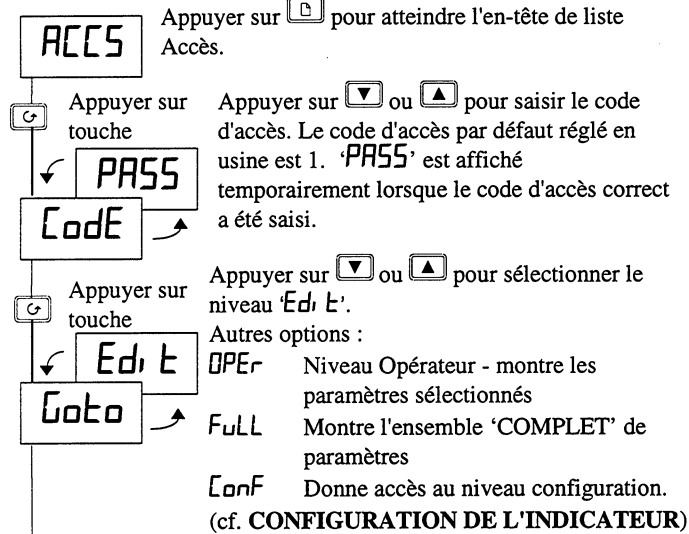 Appuyer sur pour atteindre l'en-tête de liste
ACCS
Accès.
Appuyer sur
touche
PASS
CodE
Appuyer sur ▼ ou ▲ pour saisir le code
d'accès. Le code d'accès par défaut réglé en
usine est 1. ‘PASS’ est affiché
temporairement lorsque le code d'accès correct
a été saisi.
Appuyer sur
touche
Edit
Goto
Appuyer sur ▼ ou ▲ pour sélectionner le
niveau ‘Edit’.
Autres options :
OPEr Niveau Opérateur - montre les
paramètres sélectionnés
FuLL Montre l'ensemble ‘COMPLET’ de
paramètres
ConF Donne accès au niveau configuration.
(cf. CONFIGURATION DE L'INDICATEUR)